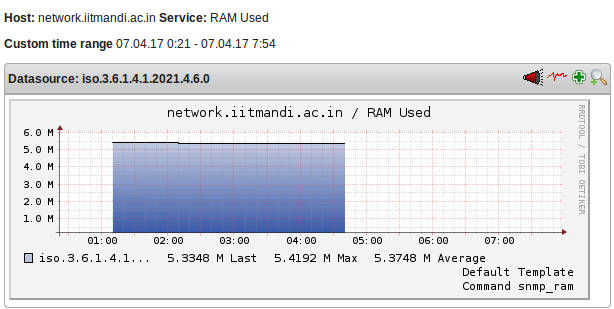 Host: network.iitmandi.ac.in Service: RAM Used
Custom time range 07.04.17 0:21 - 07.04.17 7:54
Datasource: iso.3.6.1.4.1.2021.4.6.0
network.iitmandi.ac.in / RAM Used
RRDTOOL / TOBI OETIKER
6.0 M
5.0 M
4.0 M
3.0 M
2.0 M
1.0 M
01:00 02:00 03:00 04:00 05:00 06:00 07:00
iso.3.6.1.4.1... 5.3348 M Last 5.4192 M Max 5.3748 M Average
Default Template
Command snmp_ram